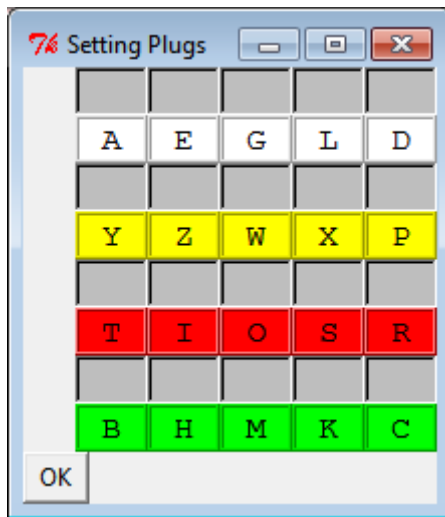 Setting Plugs
A E G L D
Y Z W X P
T I O S R
B H M K C
OK